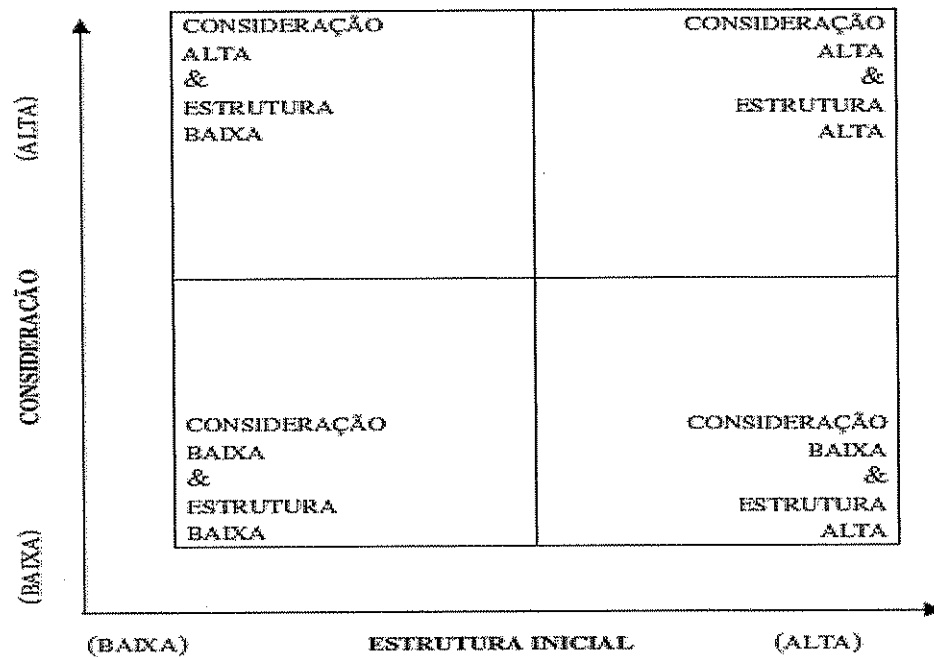 CONSIDERAÇÃO
ALTA
&
ESTRUTURA
BAIXA
CONSIDERAÇÃO
ALTA
&
ESTRUTURA
ALTA
(ALTA)
CONSIDERAÇÃO
(BAIXA)
CONSIDERAÇÃO
BAIXA
&
ESTRUTURA
BAIXA
CONSIDERAÇÃO
BAIXA
&
ESTRUTURA
ALTA
(BAIXA)
ESTRUTURA INICIAL
(ALTA)